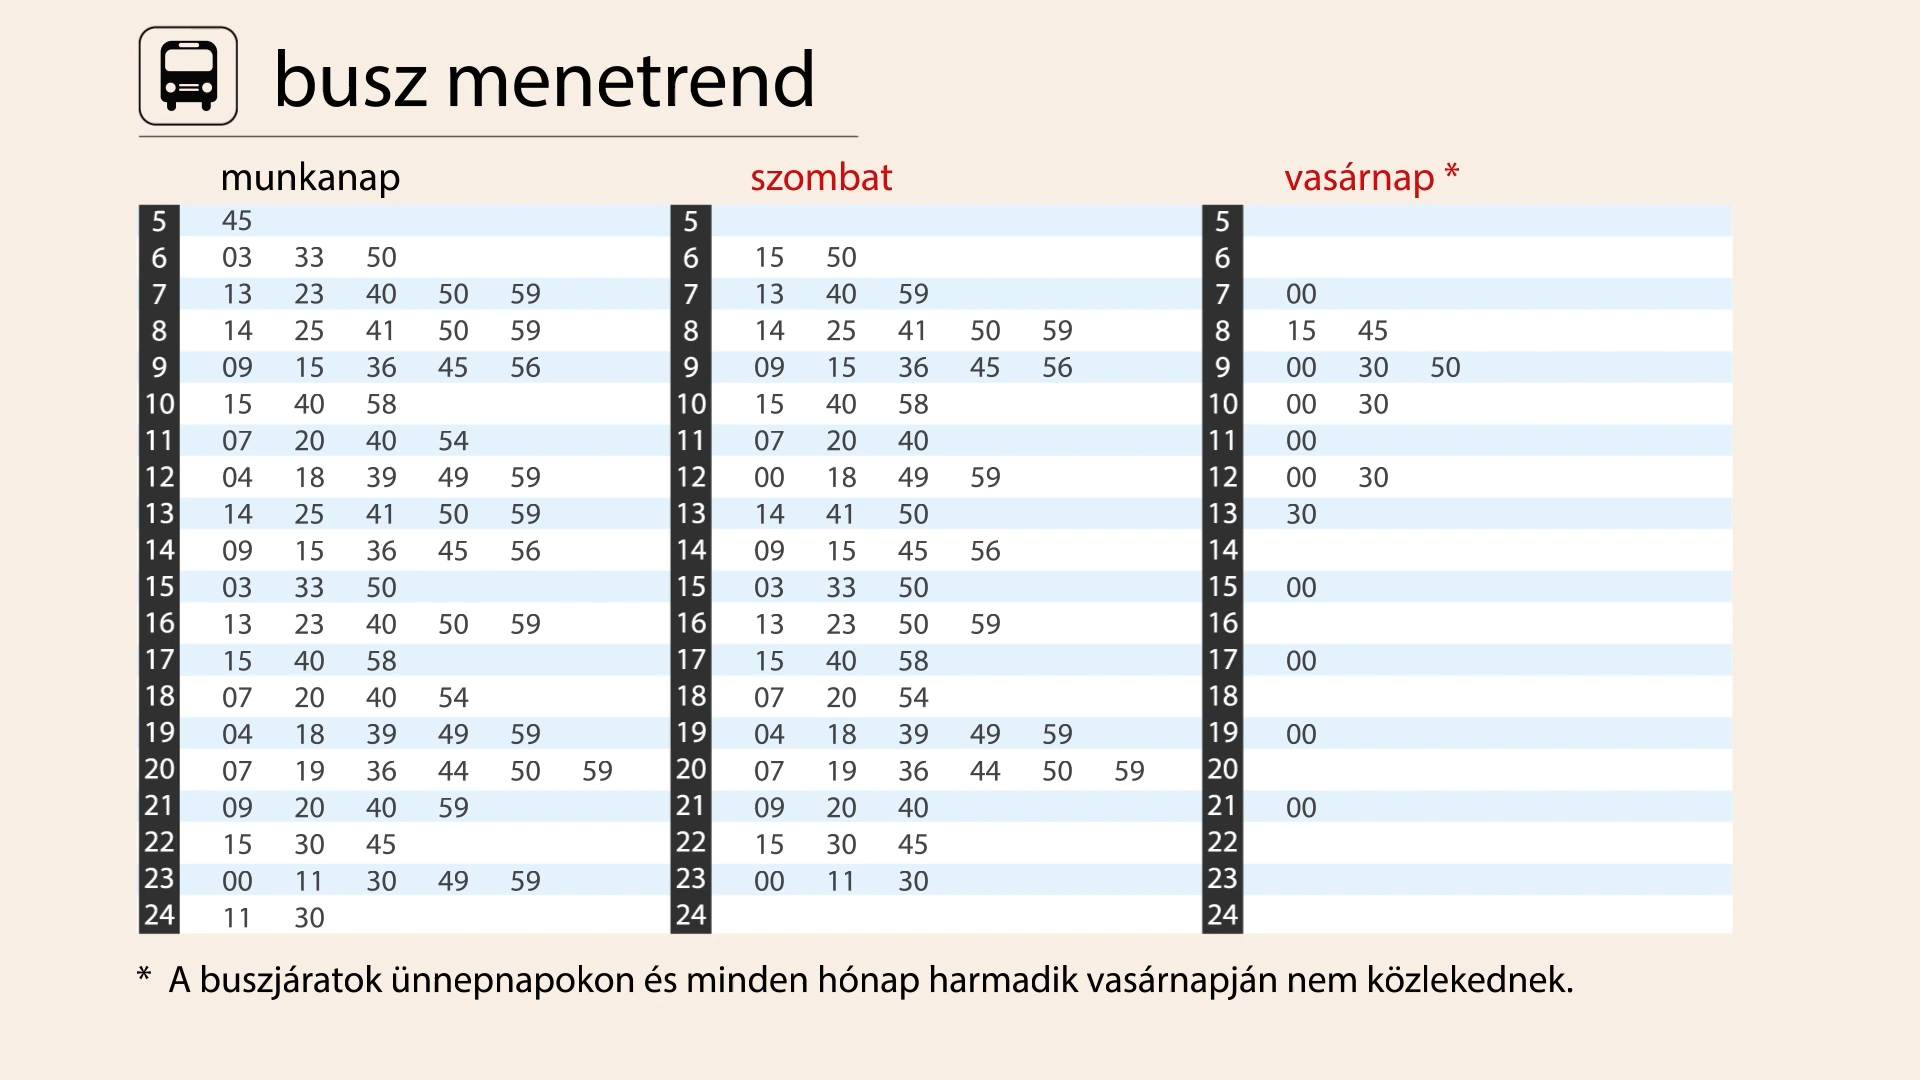 busz menetrend
munkanap szombat vasárnap *
5 45 5 5
6 03 33 50 6 15 50 6
7 13 23 40 50 59 7 13 40 59 7 00
8 14 25 41 50 59 8 14 25 41 50 59 8 15 45
9 09 15 36 45 56 9 09 15 36 45 56 9 00 30 50
10 15 40 58 10 15 40 58 10 00 30
11 07 20 40 54 11 07 20 40 11 00
12 04 18 39 49 59 12 00 18 49 59 12 00 30
13 14 25 41 50 59 13 14 41 50 13 30
14 09 15 36 45 56 14 09 15 45 56 14
15 03 33 50 15 03 33 50 15 00
16 13 23 40 50 59 16 13 23 50 59 16
17 15 40 58 17 15 40 58 17 00
18 07 20 40 54 18 07 20 54 18
19 04 18 39 49 59 19 04 18 39 49 59 19 00
20 07 19 36 44 50 59 20 07 19 36 44 50 59 20
21 09 20 40 59 21 09 20 40 21 00
22 15 30 45 22 15 30 45 22
23 00 11 30 49 59 23 00 11 30 23
24 11 30 24 24
* A buszjáratok ünnepnapokon és minden hónap harmadik vasárnapján nem közlekednek.